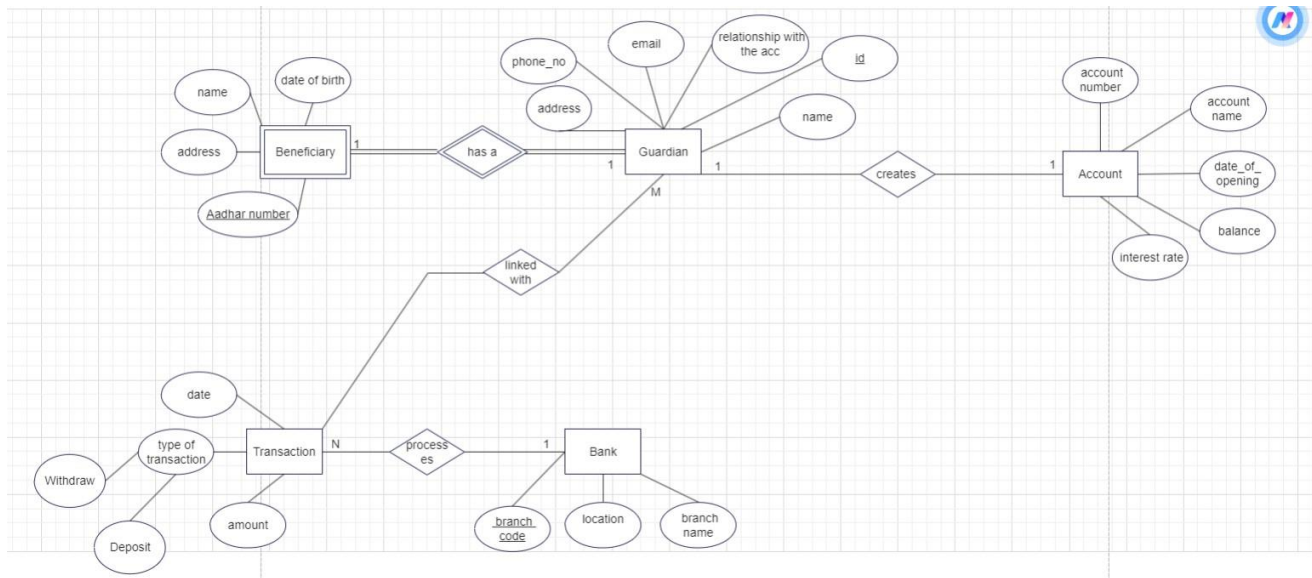 relationship with
the acc
email
id
phone_no
date of birth
account
number
name
address
account
name
name
address
Beneficiary
1
has a
1
Guardian
1
creates
1
Account
date_of_
opening
M
Aadhar number
balance
interest rate
linked
with
date
type of
transaction
Transaction
N
process
es
1
Bank
Withdraw
amount
branch
code
location
branch
name
Deposit